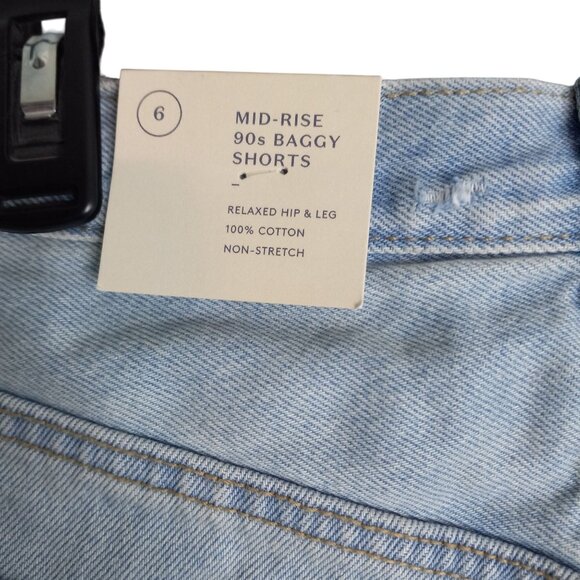 6
MID-RISE
90s BAGGY
SHORTS
–
RELAXED HIP & LEG
100% COTTON
NON-STRETCH